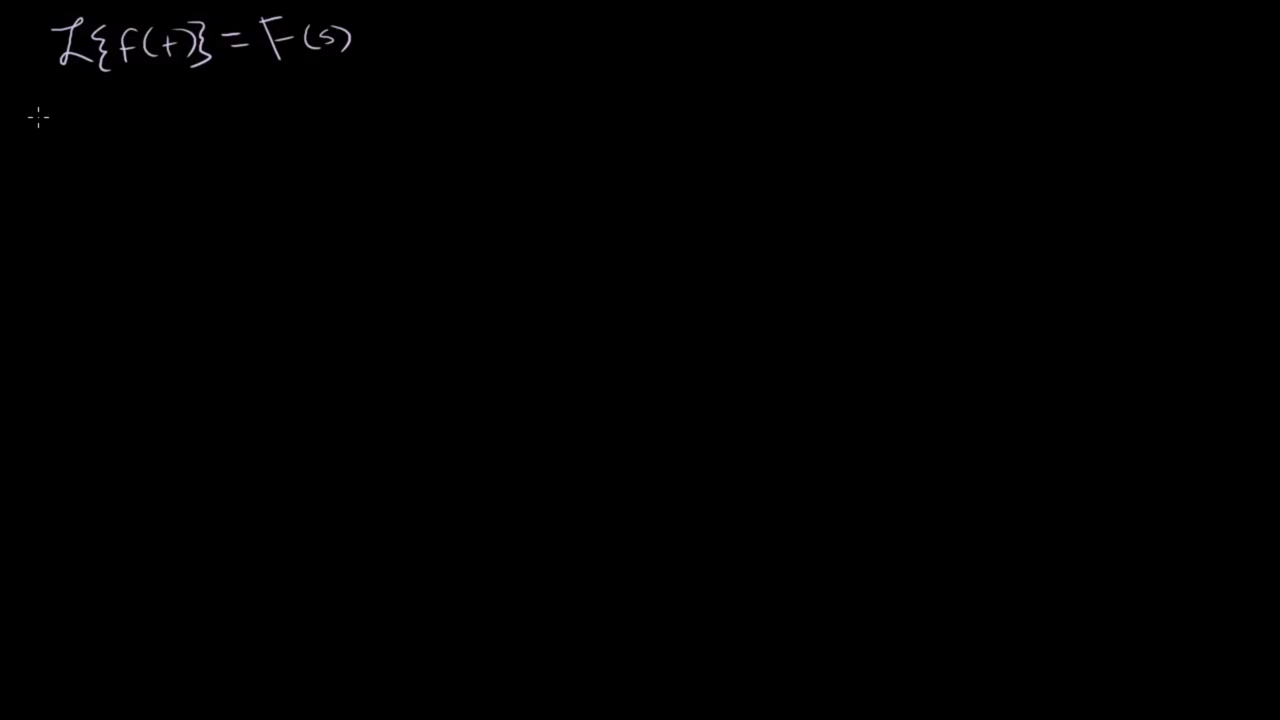 ℒ{f(t)} = F(s)